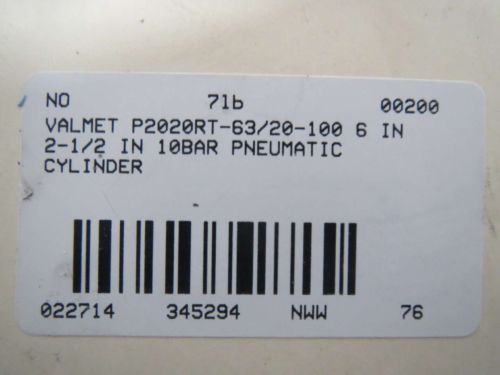 NO 7lb 00200
VALMET P2020RT-63/20-100 6 IN
2-1/2 IN 10BAR PNEUMATIC
CYLINDER
022714 345294 NWW 76